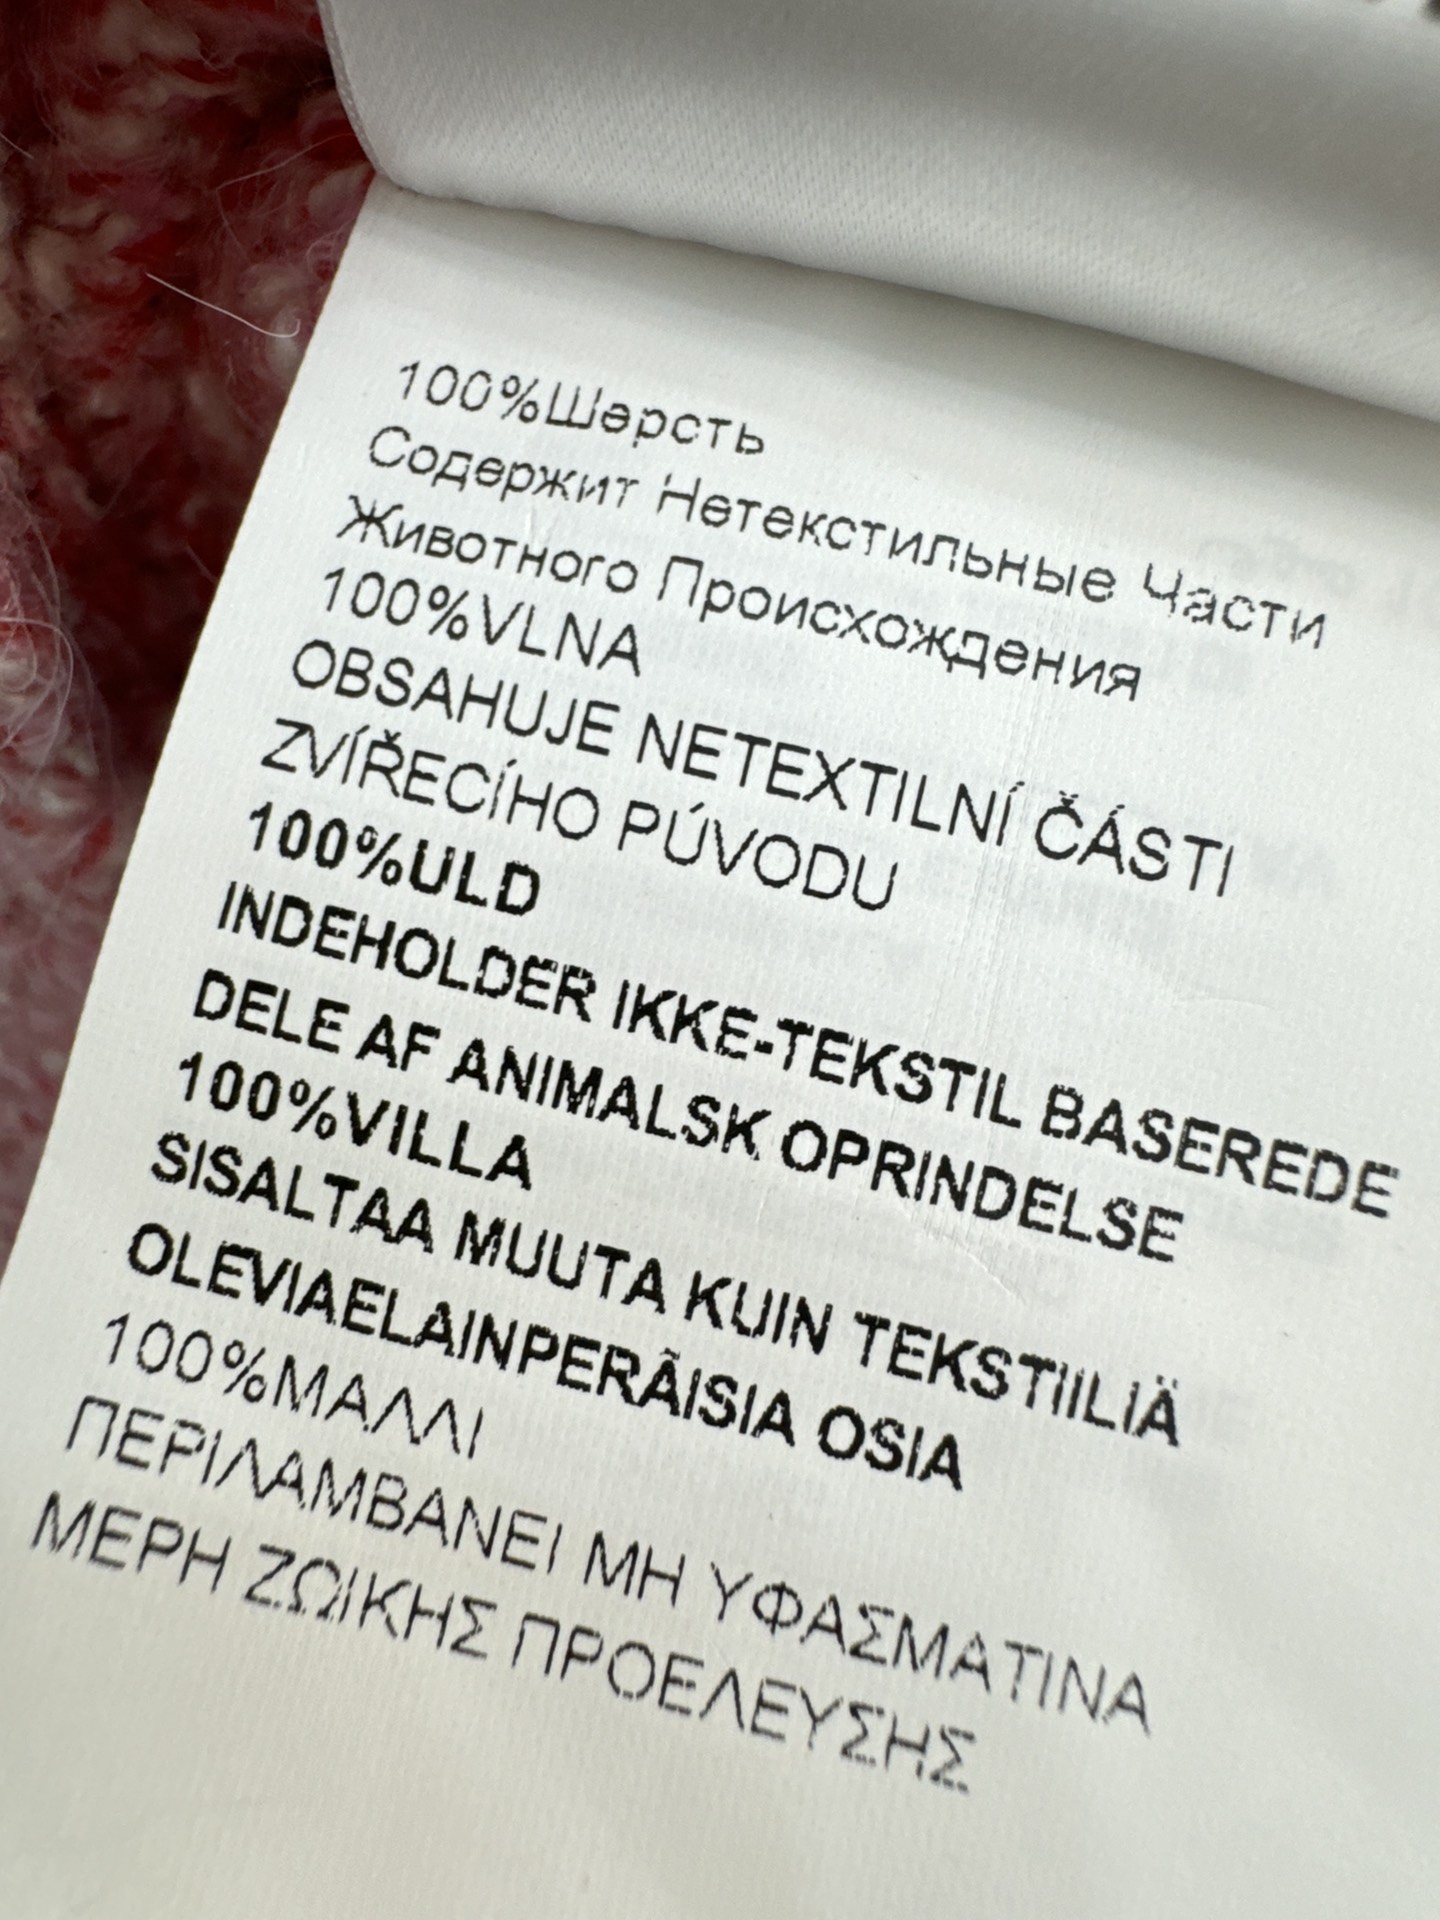 100%Шерсть
Содержит Нетекстильные Части
Животного Происхождения
100%VLNA
OBSAHUJE NETEXTILNÍ ČÁSTI
ZVÍŘECÍHO PÚVODU
100%ULD
INDEHOLDER IKKE-TEKSTIL BASEREDE
DELE AF ANIMALSK OPRINDELSE
100%VILLA
SISALTAA MUUTA KUIN TEKSTIILIÄ
OLEVIAELAINPERÃISIA OSIA
100%ΜΑΛΛΙ
ΠΕΡΙΛΑΜΒΑΝΕΙ ΜΗ ΥΦΑΣΜΑΤΙΝΑ
ΜΕΡΗ ΖΩΙΚΗΣ ΠΡΟΕΛΕΥΣΗΣ